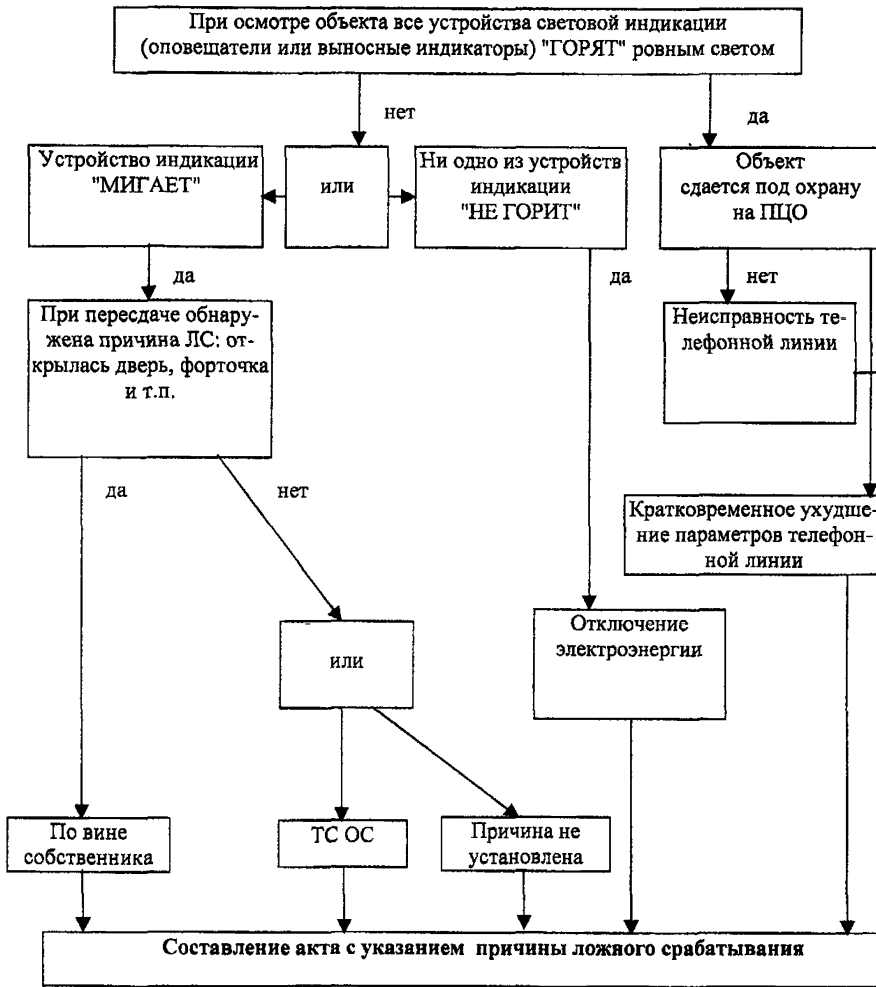 При осмотре объекта все устройства световой индикации
(оповещатели или выносные индикаторы) "ГОРЯТ" ровным светом
нет
да
Устройство индикации
"МИГАЕТ"
или
Ни одно из устройств
индикации
"НЕ ГОРИТ"
Объект
сдается под охрану
на ПЦО
да
да
нет
При пересдаче обнару-
жена причина ЛС: от-
крылась дверь, форточка
и т.п.
Неисправность те-
лефонной линии
да
нет
Кратковременное ухудше-
ние параметров телефон-
ной линии
или
Отключение
электроэнергии
По вине
собственника
ТС ОС
Причина не
установлена
Составление акта с указанием причины ложного срабатывания